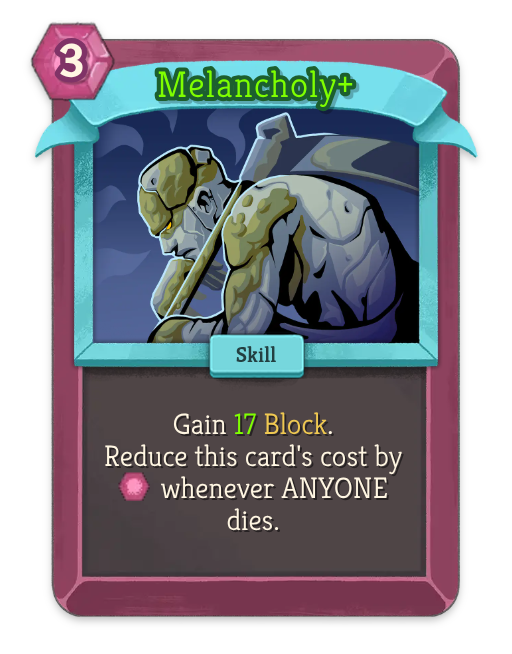 3
Melancholy+
Skill
Gain 17 Block.
Reduce this card's cost by
whenever ANYONE
dies.